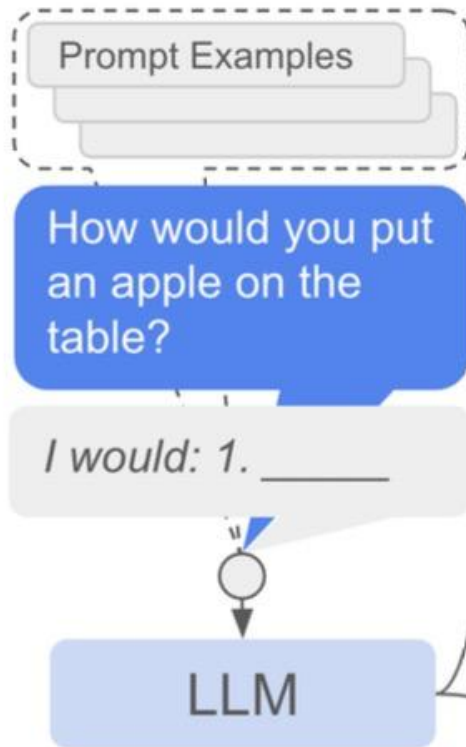 Prompt Examples
How would you put
an apple on the
table?
I would: 1. ______
LLM